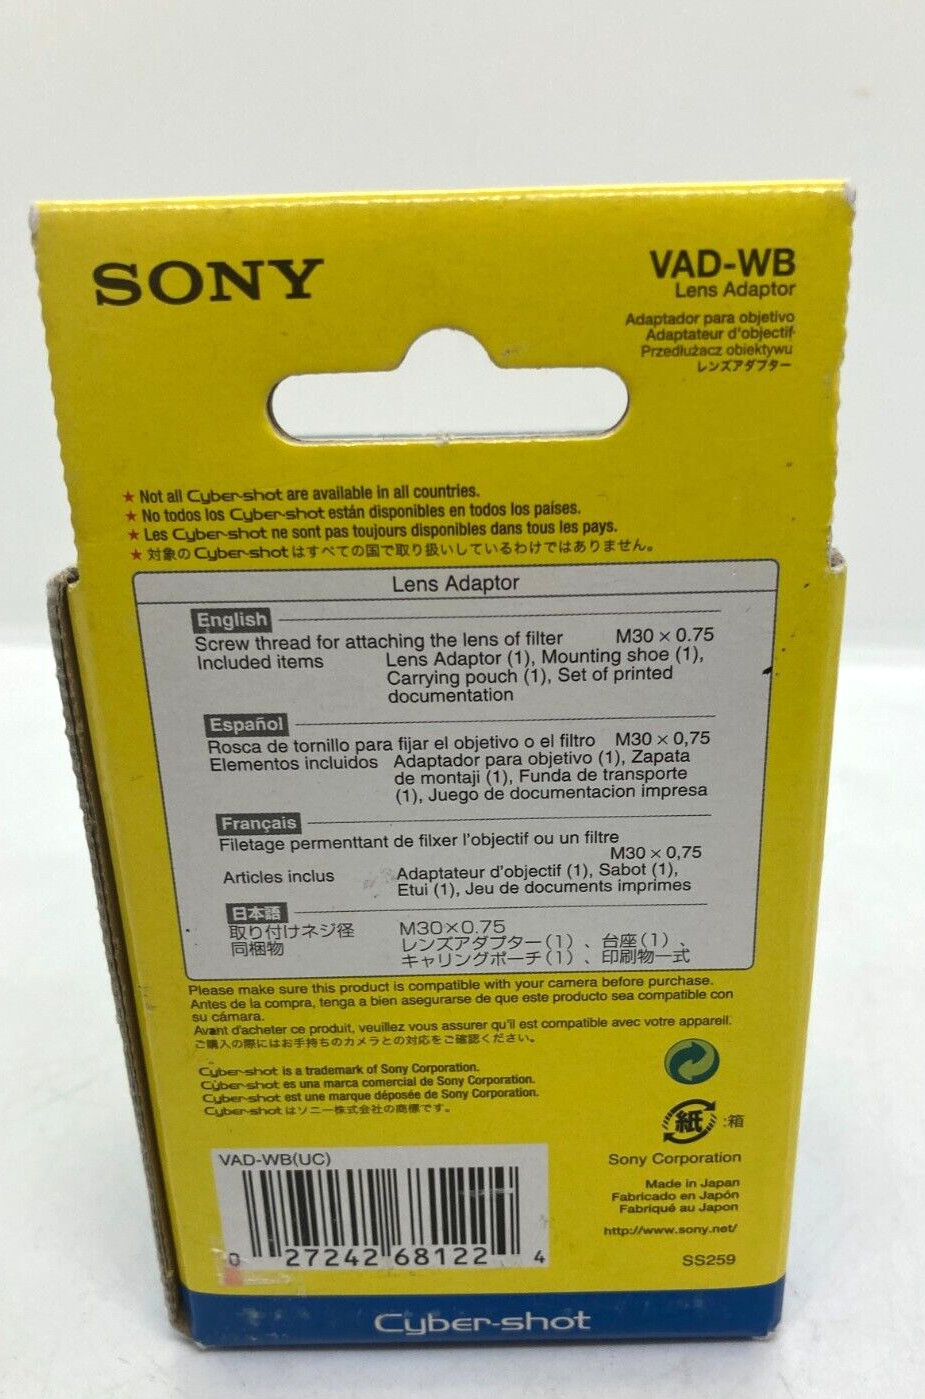 SONY
VAD-WB
Lens Adaptor
Adaptador para objetivo
Adaptateur d'objectif
Przedłużacz obiektywu
レンズアダプター
★ Not all Cyber-shot are available in all countries.
★ No todos los Cyber-shot están disponibles en todos los países.
★ Les Cyber-shot ne sont pas toujours disponibles dans tous les pays.
★ 対象のCyber-shotはすべての国で取り扱いしているわけではありません。
Lens Adaptor
English
Screw thread for attaching the lens of filter M30 × 0.75
Included items Lens Adaptor (1), Mounting shoe (1),
Carrying pouch (1), Set of printed
documentation
Español
Rosca de tornillo para fijar el objetivo o el filtro M30 × 0,75
Elementos incluidos Adaptador para objetivo (1), Zapata
de montaji (1), Funda de transporte
(1), Juego de documentacion impresa
Français
Filetage permenttant de filxer l'objectif ou un filtre
M30 × 0,75
Articles inclus Adaptateur d'objectif (1), Sabot (1),
Etui (1), Jeu de documents imprimes
日本語
取り付けネジ径 M30×0.75
同梱物 レンズアダプター(1)、台座(1)、
キャリングポーチ(1)、印刷物一式
Please make sure this product is compatible with your camera before purchase.
Antes de la compra, tenga a bien asegurarse de que este producto sea compatible con
su cámara.
Avant d'acheter ce produit, veuillez vous assurer qu'il est compatible avec votre appareil.
ご購入の際にはお手持ちのカメラとの対応をご確認ください。
Cyber-shot is a trademark of Sony Corporation.
Cyber-shot es una marca comercial de Sony Corporation.
Cyber-shot est une marque déposée de Sony Corporation.
Cyber-shotはソニー株式会社の商標です。
紙:箱
Sony Corporation
Made in Japan
Fabricado en Japón
Fabriqué au Japon
http://www.sony.net/
SS259
VAD-WB(UC)
0 27242 68122 4
Cyber-shot